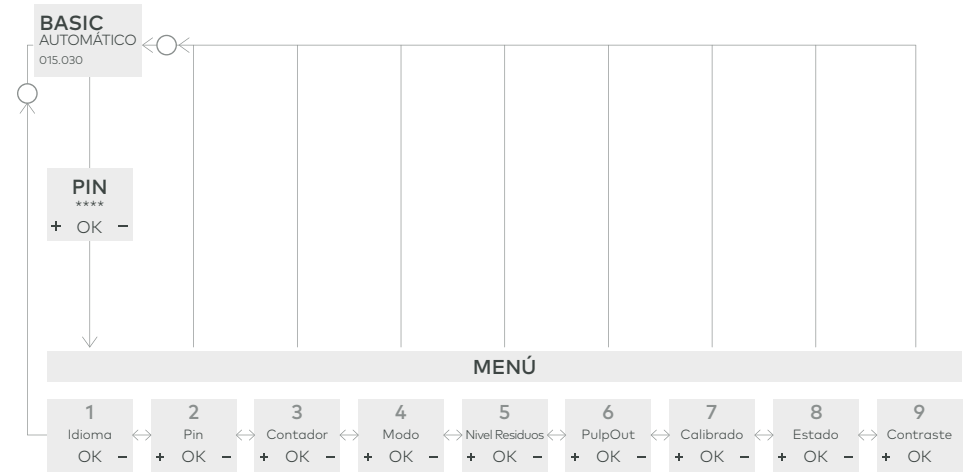 BASIC
AUTOMÁTICO
015.030
PIN
****
+ OK −
MENÚ
1
Idioma
OK −
2
Pin
+ OK −
3
Contador
+ OK −
4
Modo
+ OK −
5
Nivel Residuos
+ OK −
6
PulpOut
+ OK −
7
Calibrado
+ OK −
8
Estado
+ OK −
9
Contraste
+ OK